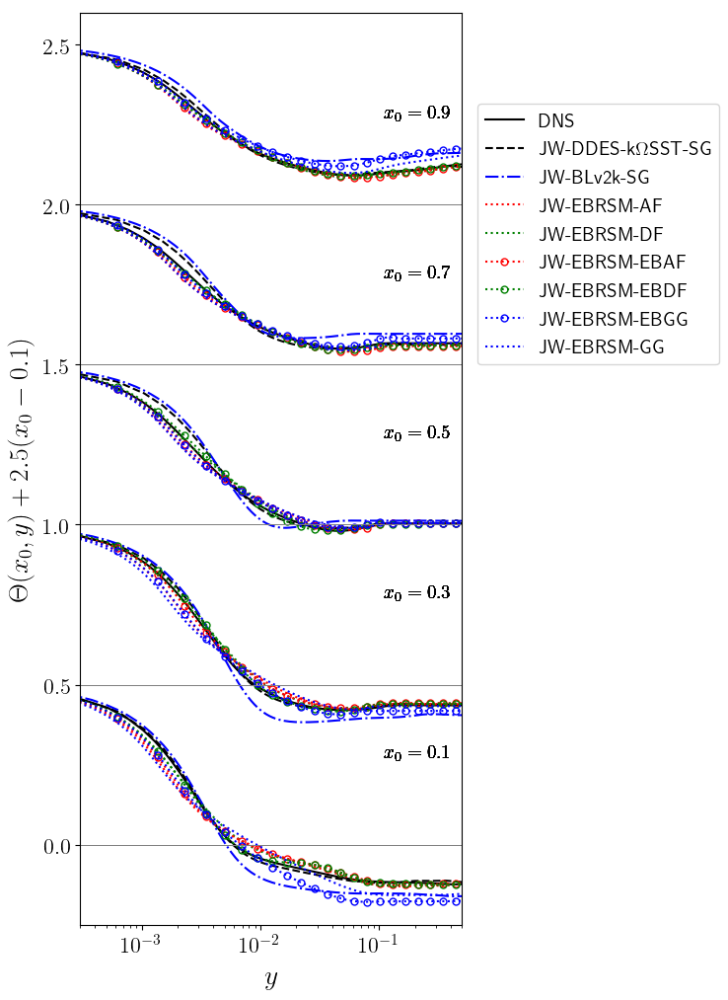 2.5
2.0
1.5
1.0
0.5
0.0
Θ(x₀, y) + 2.5(x₀ − 0.1)
x₀ = 0.9
x₀ = 0.7
x₀ = 0.5
x₀ = 0.3
x₀ = 0.1
10⁻³ 10⁻² 10⁻¹
y
DNS
JW-DDES-kΩSST-SG
JW-BLv2k-SG
JW-EBRSM-AF
JW-EBRSM-DF
JW-EBRSM-EBAF
JW-EBRSM-EBDF
JW-EBRSM-EBGG
JW-EBRSM-GG